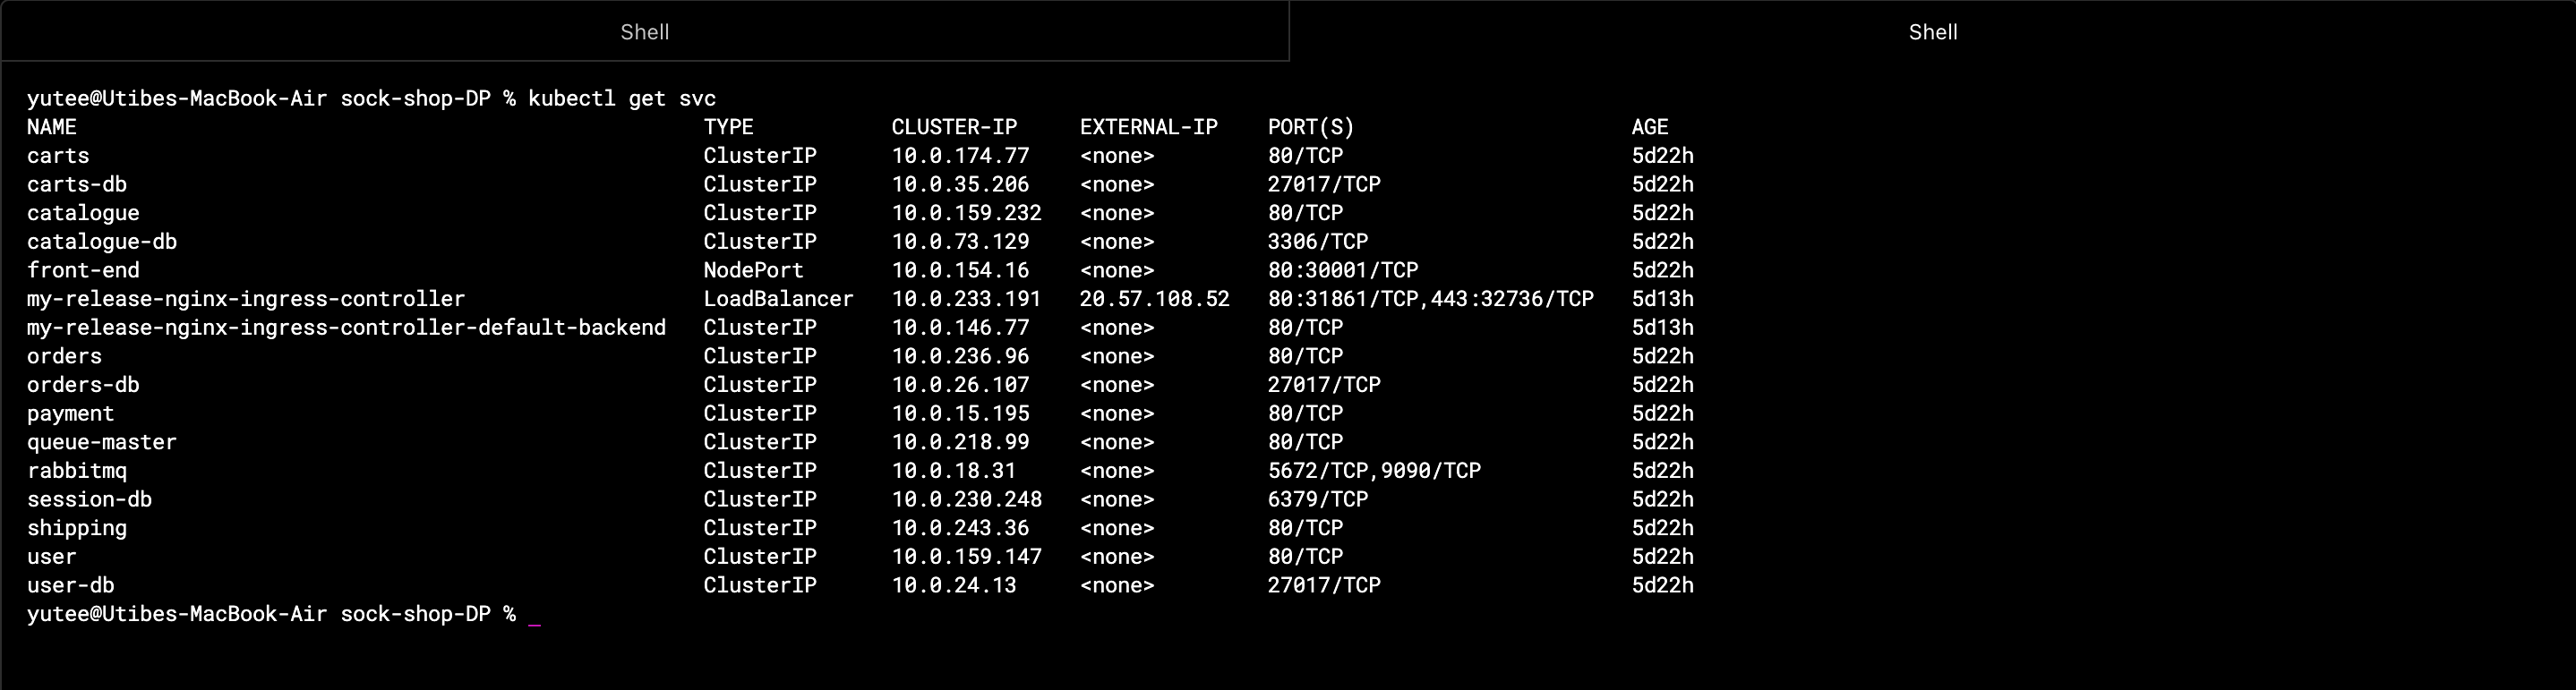 Shell Shell
yutee@Utibes-MacBook-Air sock-shop-DP % kubectl get svc
NAME TYPE CLUSTER-IP EXTERNAL-IP PORT(S) AGE
carts ClusterIP 10.0.174.77 <none> 80/TCP 5d22h
carts-db ClusterIP 10.0.35.206 <none> 27017/TCP 5d22h
catalogue ClusterIP 10.0.159.232 <none> 80/TCP 5d22h
catalogue-db ClusterIP 10.0.73.129 <none> 3306/TCP 5d22h
front-end NodePort 10.0.154.16 <none> 80:30001/TCP 5d22h
my-release-nginx-ingress-controller LoadBalancer 10.0.233.191 20.57.108.52 80:31861/TCP,443:32736/TCP 5d13h
my-release-nginx-ingress-controller-default-backend ClusterIP 10.0.146.77 <none> 80/TCP 5d13h
orders ClusterIP 10.0.236.96 <none> 80/TCP 5d22h
orders-db ClusterIP 10.0.26.107 <none> 27017/TCP 5d22h
payment ClusterIP 10.0.15.195 <none> 80/TCP 5d22h
queue-master ClusterIP 10.0.218.99 <none> 80/TCP 5d22h
rabbitmq ClusterIP 10.0.18.31 <none> 5672/TCP,9090/TCP 5d22h
session-db ClusterIP 10.0.230.248 <none> 6379/TCP 5d22h
shipping ClusterIP 10.0.243.36 <none> 80/TCP 5d22h
user ClusterIP 10.0.159.147 <none> 80/TCP 5d22h
user-db ClusterIP 10.0.24.13 <none> 27017/TCP 5d22h
yutee@Utibes-MacBook-Air sock-shop-DP % _